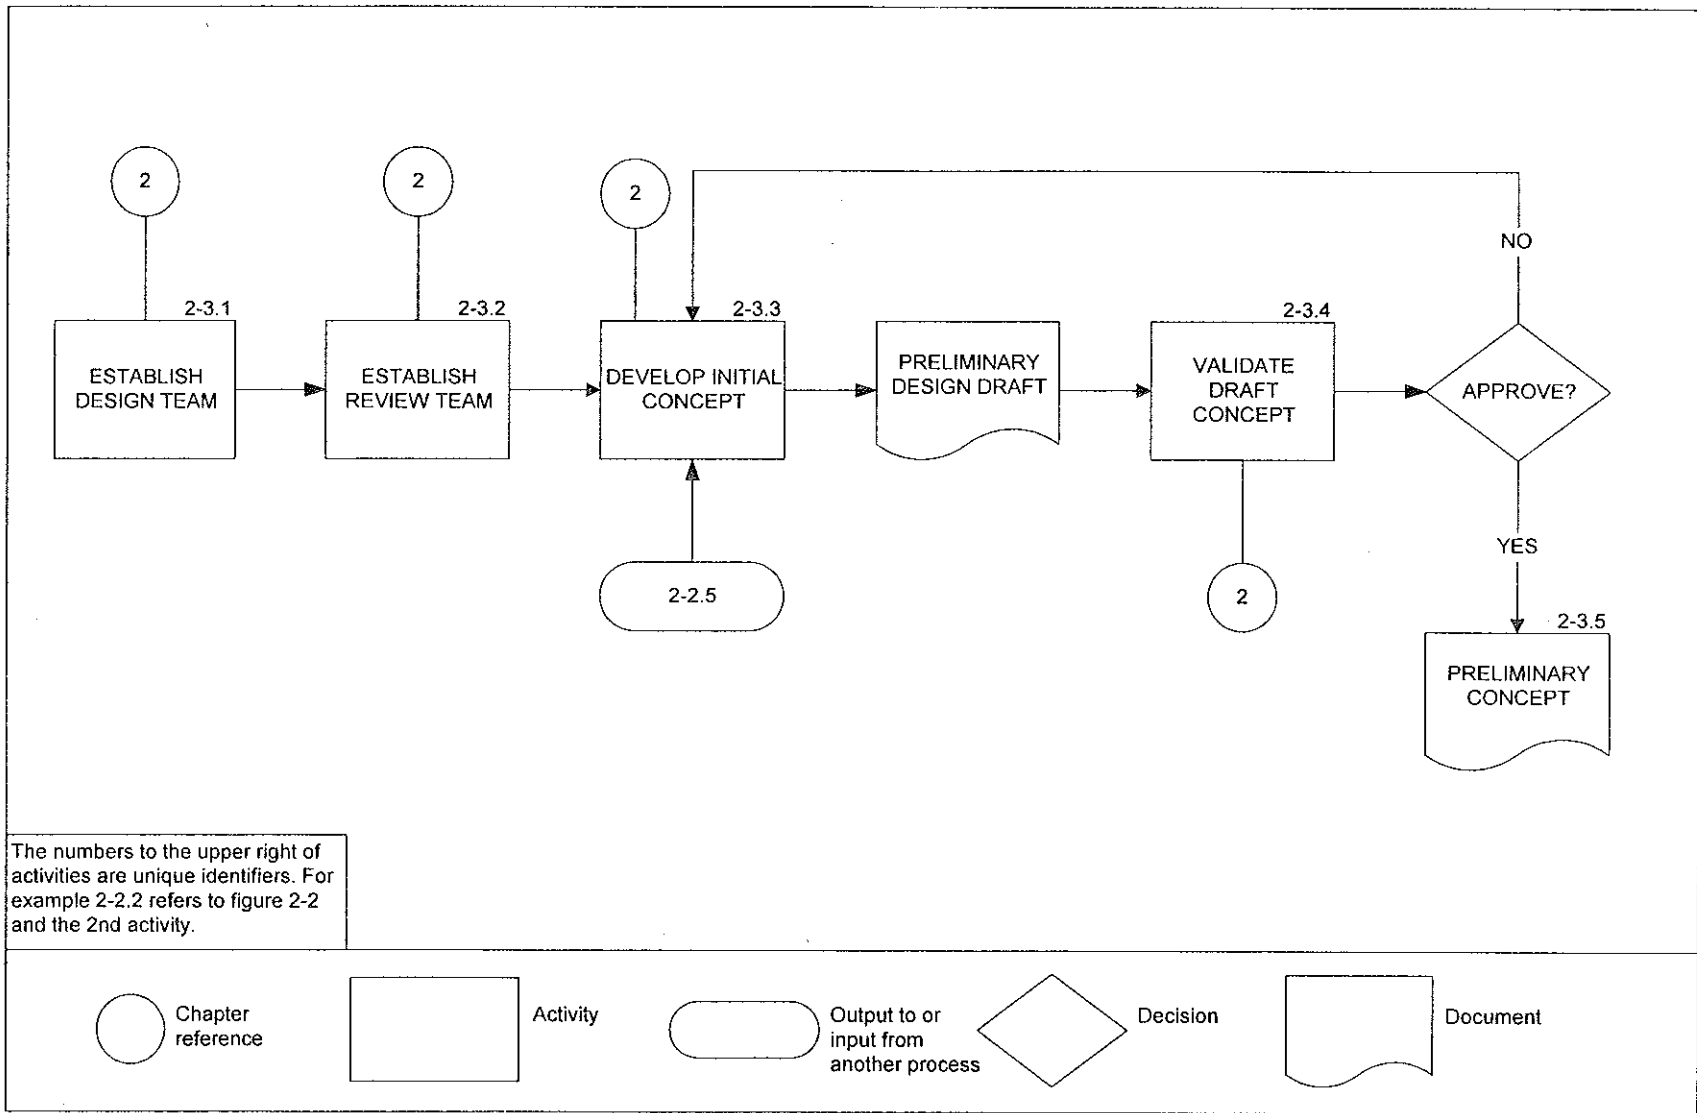 2
2
2
NO
2-3.1
2-3.2
2-3.3
2-3.4
ESTABLISH
DESIGN TEAM
ESTABLISH
REVIEW TEAM
DEVELOP INITIAL
CONCEPT
PRELIMINARY
DESIGN DRAFT
VALIDATE
DRAFT
CONCEPT
APPROVE?
YES
2-2.5
2
2-3.5
PRELIMINARY
CONCEPT
The numbers to the upper right of
activities are unique identifiers. For
example 2-2.2 refers to figure 2-2
and the 2nd activity.
Chapter
reference
Activity
Output to or
input from
another process
Decision
Document